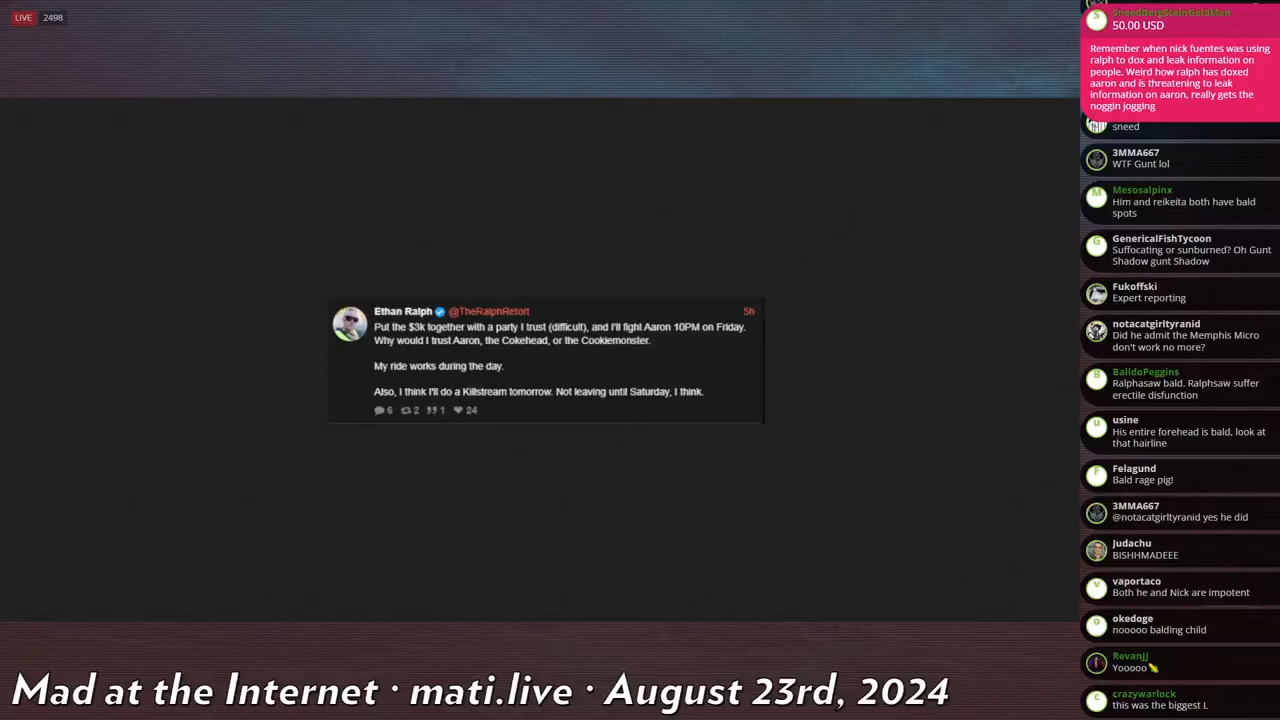 LIVE 2498
Ethan Ralph @TheRalphRetort 5h
Put the $3k together with a party I trust (difficult), and I'll fight Aaron 10PM on Friday.
Why would I trust Aaron, the Cokehead, or the Cookiemonster.
My ride works during the day.
Also, I think I'll do a Killstream tomorrow. Not leaving until Saturday, I think.
6 2 1 24
Mad at the Internet · mati.live · August 23rd, 2024
SneedBergSteinGoldMen
50.00 USD
Remember when nick fuentes was using
ralph to dox and leak information on
people. Weird how ralph has doxed
aaron and is threatening to leak
information on aaron, really gets the
noggin jogging
sneed
3MMA667
WTF Gunt lol
Mesosalpinx
Him and reikeita both have bald
spots
GenericalFishTycoon
Suffocating or sunburned? Oh Gunt
Shadow gunt Shadow
Fukoffski
Expert reporting
notacatgirltyranid
Did he admit the Memphis Micro
don't work no more?
BalldoPeggins
Ralphasaw bald. Ralphsaw suffer
erectile disfunction
usine
His entire forehead is bald, look at
that hairline
Felagund
Bald rage pig!
3MMA667
@notacatgirltyranid yes he did
Judachu
BISHHMADEEE
vaportaco
Both he and Nick are impotent
okedoge
nooooo balding child
RevanJJ
Yooooo
crazywarlock
this was the biggest L